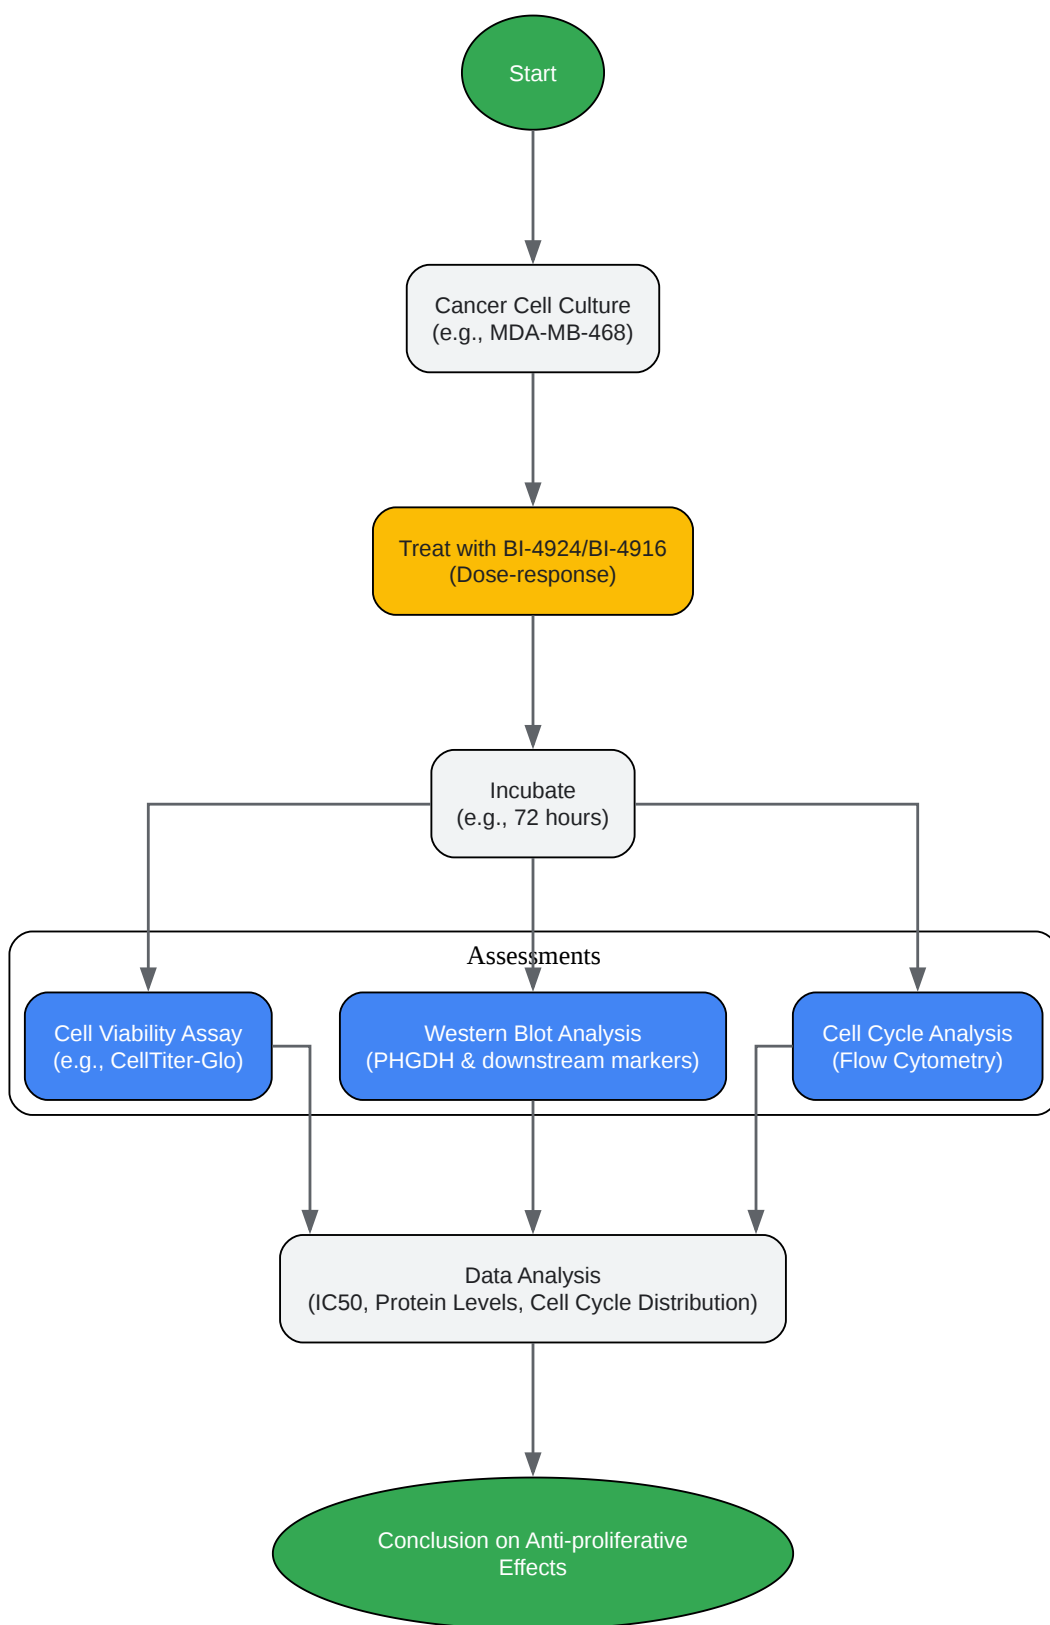 Start
Cancer Cell Culture
(e.g., MDA-MB-468)
Treat with BI-4924/BI-4916
(Dose-response)
Incubate
(e.g., 72 hours)
Assessments
Cell Viability Assay
(e.g., CellTiter-Glo)
Western Blot Analysis
(PHGDH & downstream markers)
Cell Cycle Analysis
(Flow Cytometry)
Data Analysis
(IC50, Protein Levels, Cell Cycle Distribution)
Conclusion on Anti-proliferative
Effects